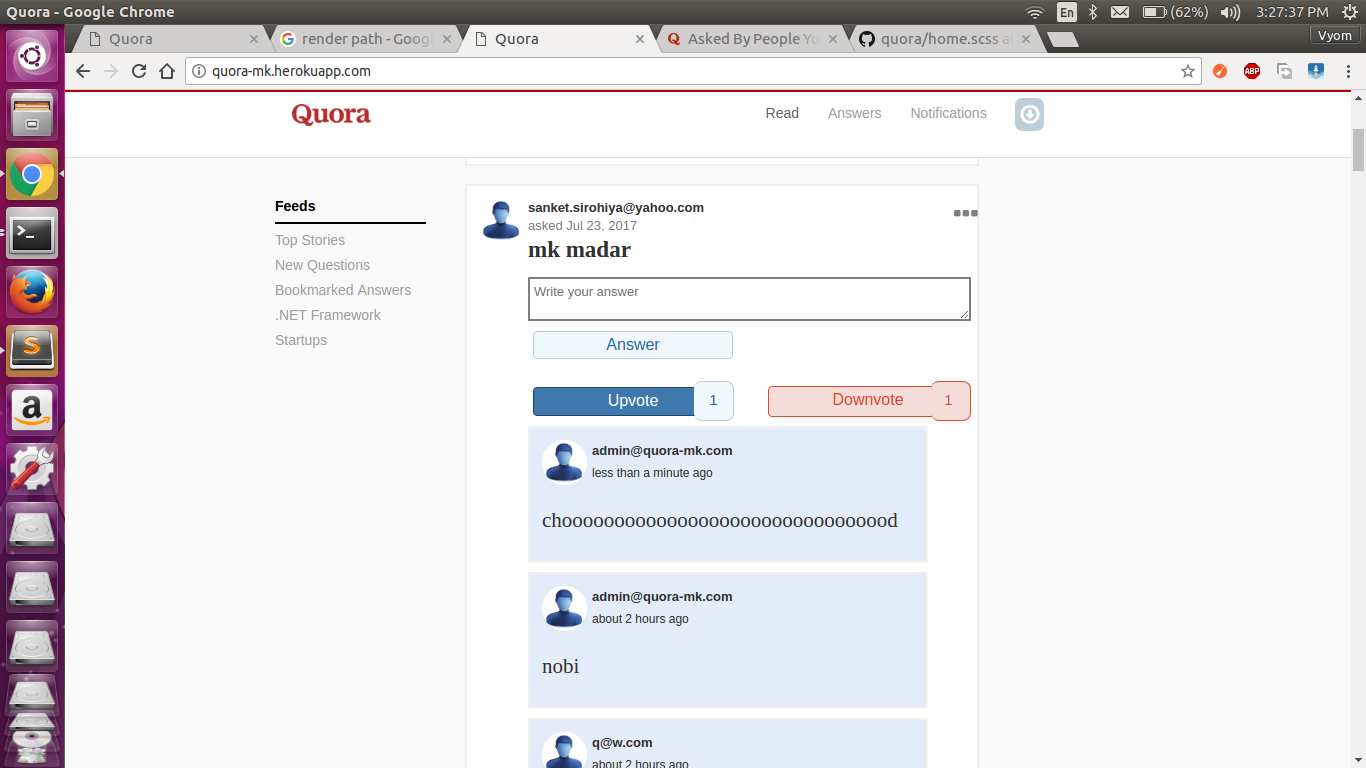 Quora - Google Chrome
En
(62%)
3:27:37 PM
Quora
render path - Goog
Quora
Asked By People Yo
quora/home.scss a
Vyom
quora-mk.herokuapp.com
ABP
Quora
Read
Answers
Notifications
Feeds
Top Stories
New Questions
Bookmarked Answers
.NET Framework
Startups
sanket.sirohiya@yahoo.com
asked Jul 23, 2017
mk madar
Write your answer
Answer
Upvote 1
Downvote 1
admin@quora-mk.com
less than a minute ago
choooooooooooooooooooooooooooooood
admin@quora-mk.com
about 2 hours ago
nobi
q@w.com
about 2 hours ago